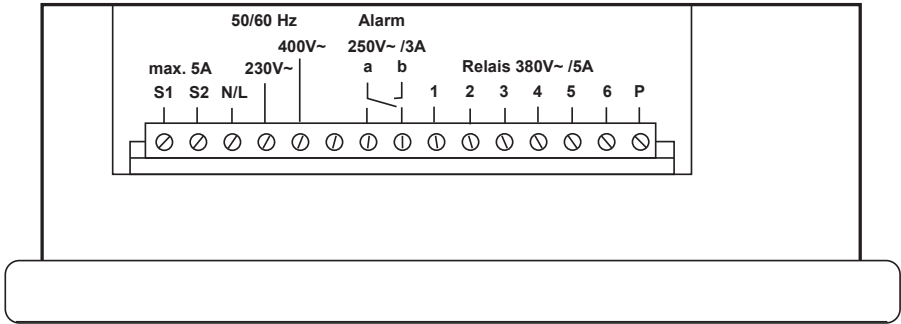 50/60 Hz Alarm
400V~ 250V~ /3A
max. 5A 230V~ a b Relais 380V~ /5A
S1 S2 N/L 1 2 3 4 5 6 P